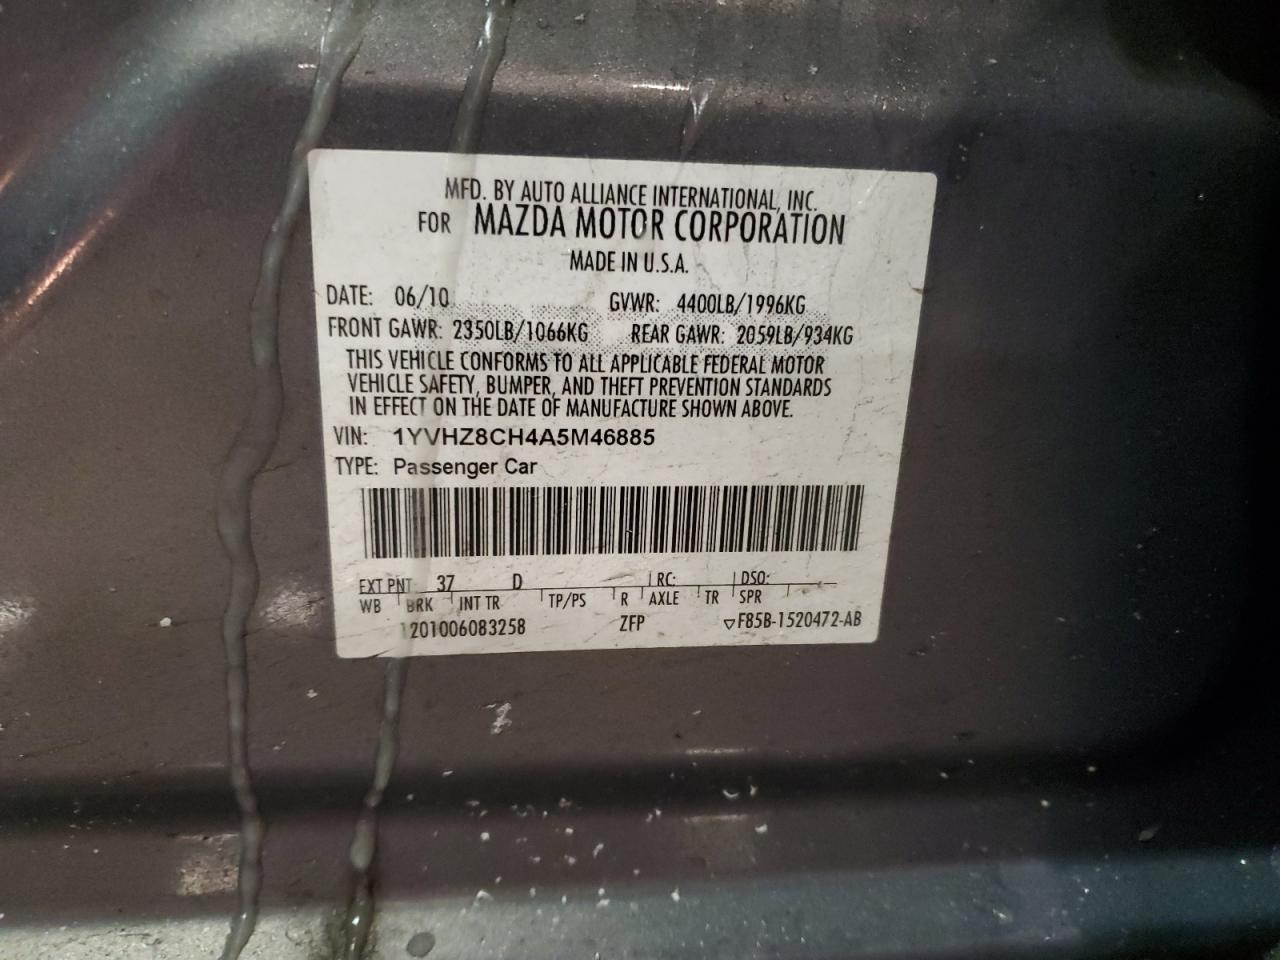 MFD. BY AUTO ALLIANCE INTERNATIONAL, INC.
FOR MAZDA MOTOR CORPORATION
MADE IN U.S.A.
DATE: 06/10 GVWR: 4400LB/1996KG
FRONT GAWR: 2350LB/1066KG REAR GAWR: 2059LB/934KG
THIS VEHICLE CONFORMS TO ALL APPLICABLE FEDERAL MOTOR
VEHICLE SAFETY, BUMPER, AND THEFT PREVENTION STANDARDS
IN EFFECT ON THE DATE OF MANUFACTURE SHOWN ABOVE.
VIN: 1YVHZ8CH4A5M46885
TYPE: Passenger Car
EXT PNT 37 D RC: DSO:
WB BRK INT TR TP/PS R AXLE TR SPR
1201006083258 ZFP ▽F85B-1520472-AB